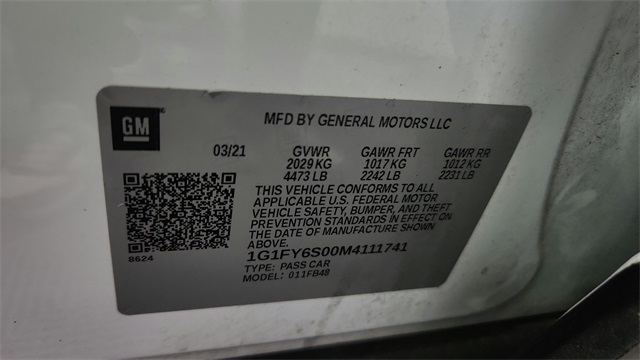 GM
MFD BY GENERAL MOTORS LLC
03/21 GVWR GAWR FRT GAWR RR
2029 KG 1017 KG 1012 KG
4473 LB 2242 LB 2231 LB
THIS VEHICLE CONFORMS TO ALL
APPLICABLE U.S. FEDERAL MOTOR
VEHICLE SAFETY, BUMPER, AND THEFT
PREVENTION STANDARDS IN EFFECT ON
THE DATE OF MANUFACTURE SHOWN
ABOVE.
8624
1G1FY6S00M4111741
TYPE: PASS CAR
MODEL: 011FB48